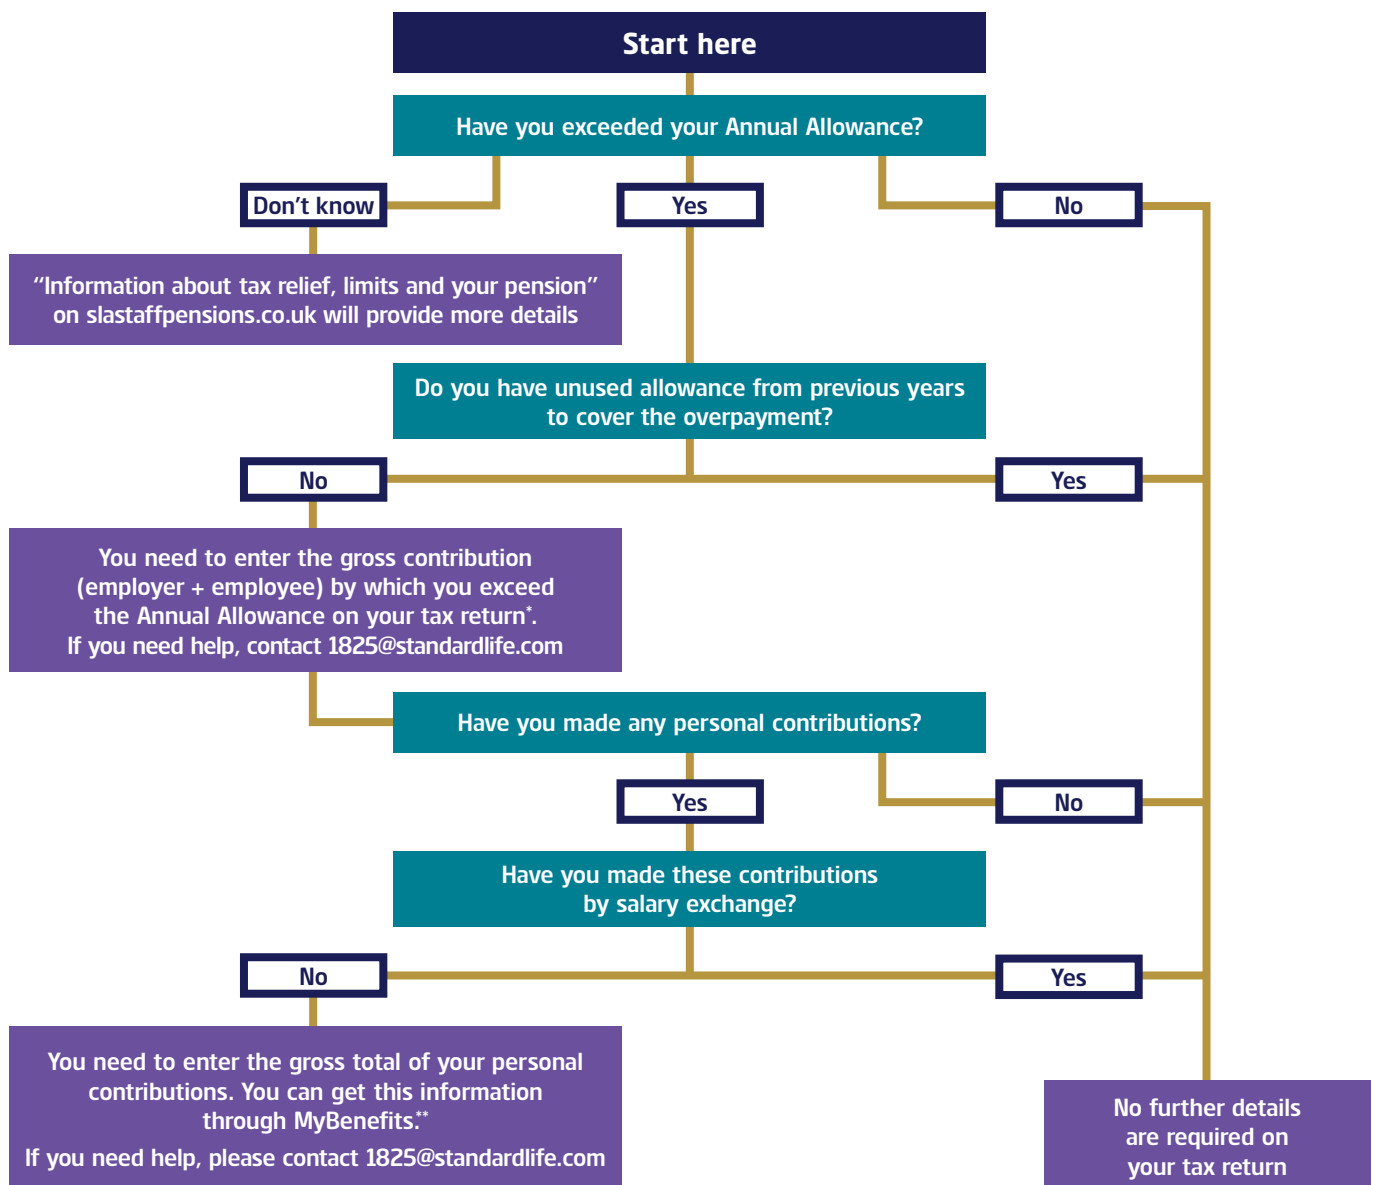 Start here
Have you exceeded your Annual Allowance?
Don't know
Yes
No
“Information about tax relief, limits and your pension”
on slastaffpensions.co.uk will provide more details
Do you have unused allowance from previous years
to cover the overpayment?
No
Yes
You need to enter the gross contribution
(employer + employee) by which you exceed
the Annual Allowance on your tax return*.
If you need help, contact 1825@standardlife.com
Have you made any personal contributions?
Yes
No
Have you made these contributions
by salary exchange?
No
Yes
You need to enter the gross total of your personal
contributions. You can get this information
through MyBenefits.**
If you need help, please contact 1825@standardlife.com
No further details
are required on
your tax return